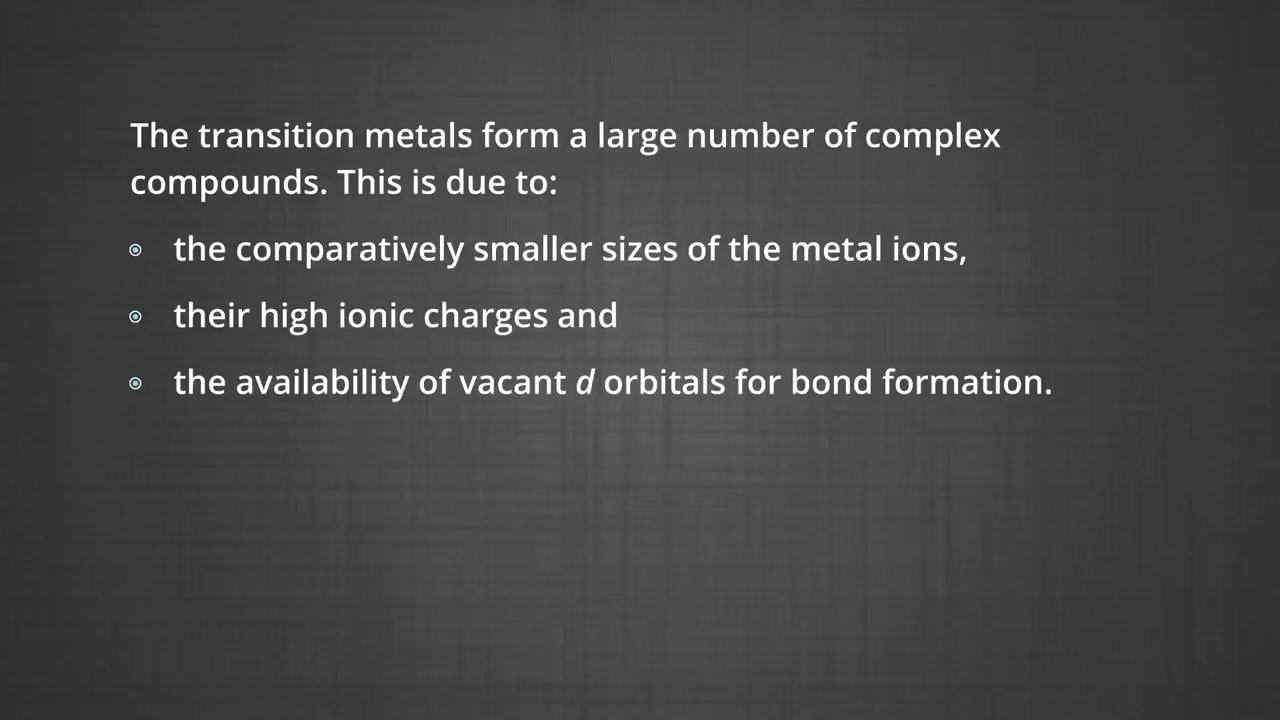 The transition metals form a large number of complex
compounds. This is due to:
the comparatively smaller sizes of the metal ions,
their high ionic charges and
the availability of vacant d orbitals for bond formation.